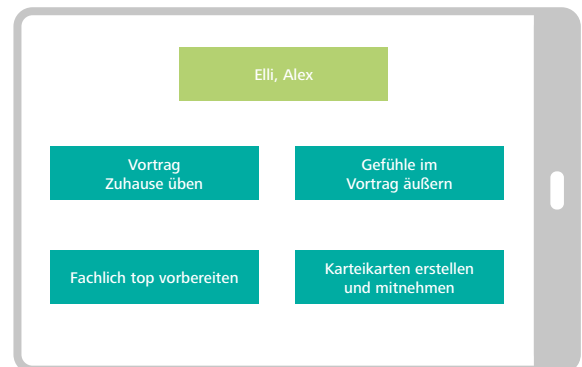 Elli, Alex
Vortrag
Zuhause üben
Gefühle im
Vortrag äußern
Fachlich top vorbereiten
Karteikarten erstellen
und mitnehmen